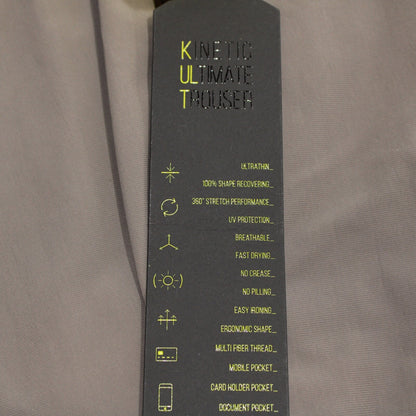 KINETIC
ULTIMATE
TROUSER
ULTRATHIN_
100% SHAPE RECOVERING_
360° STRETCH PERFORMANCE_
UV PROTECTION_
BREATHABLE_
FAST DRYING_
NO CREASE_
NO PILLING_
EASY IRONING_
ERGONOMIC SHAPE_
MULTI FIBER THREAD_
MOBILE POCKET_
CARD HOLDER POCKET_
DOCUMENT POCKET_